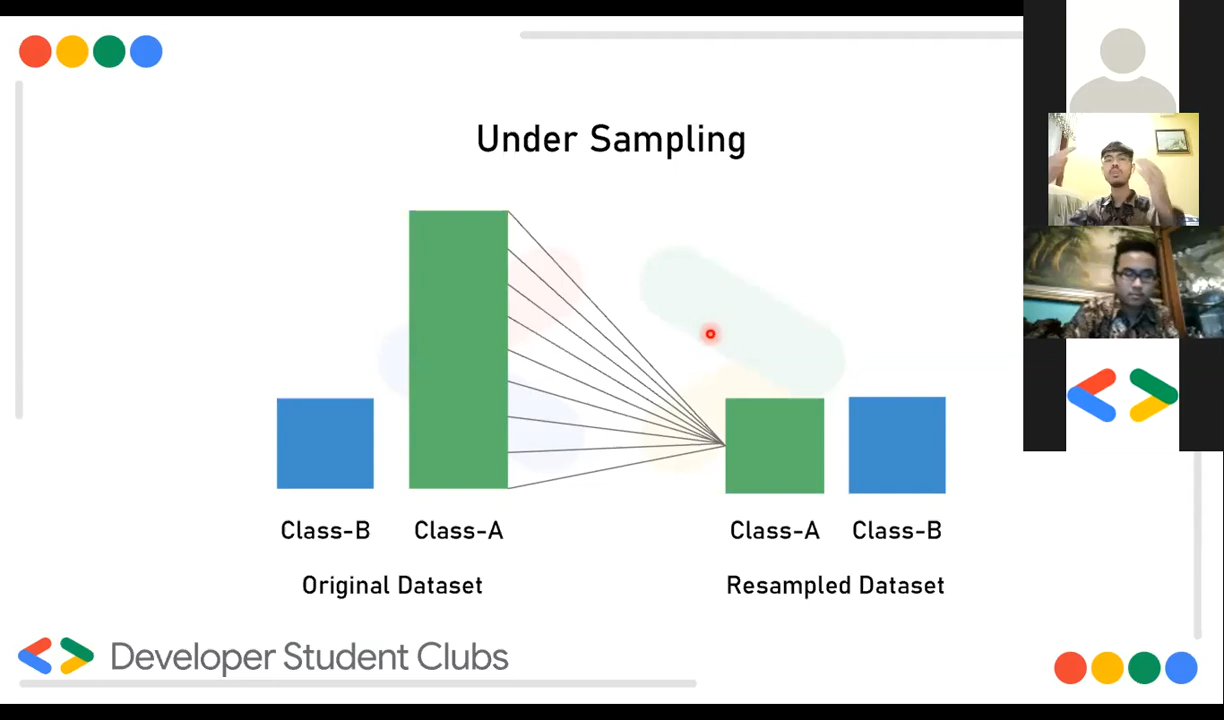 Under Sampling
Class-B Class-A Class-A Class-B
Original Dataset Resampled Dataset
Developer Student Clubs